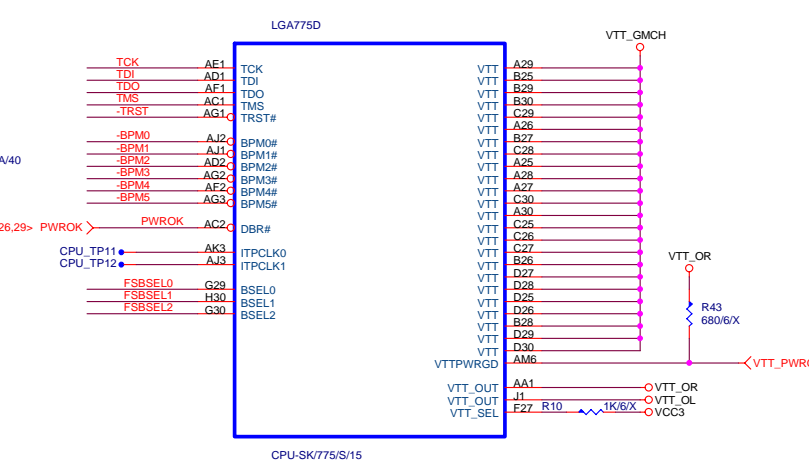 LGA775D
VTT_GMCH
TCK AE1 TCK VTT A29
TDI AD1 TDI VTT B25
TDO AF1 TDO VTT B29
TMS AC1 TMS VTT B30
-TRST AG1 TRST# VTT C29
VTT A26
-BPM0 AJ2 BPM0# VTT B27
-BPM1 AJ1 BPM1# VTT C28
A/40 -BPM2 AD2 BPM2# VTT A25
-BPM3 AG2 BPM3# VTT A28
-BPM4 AF2 BPM4# VTT A27
-BPM5 AG3 BPM5# VTT C30
VTT A30
26,29> PWROK PWROK AC2 DBR# VTT C25
VTT C26
CPU_TP11 AK3 ITPCLK0 VTT C27
CPU_TP12 AJ3 ITPCLK1 VTT B26
VTT_OR
VTT D27
FSBSEL0 G29 BSEL0 VTT D28
FSBSEL1 H30 BSEL1 VTT D25
FSBSEL2 G30 BSEL2 VTT D26
R43
680/6/X
VTT B28
VTT D29
VTT D30
VTTPWRGD AM6 VTT_PWR
VTT_OUT AA1 VTT_OR
VTT_OUT J1 VTT_OL
VTT_SEL F27 R10 1K/6/X VCC3
CPU-SK/775/S/15